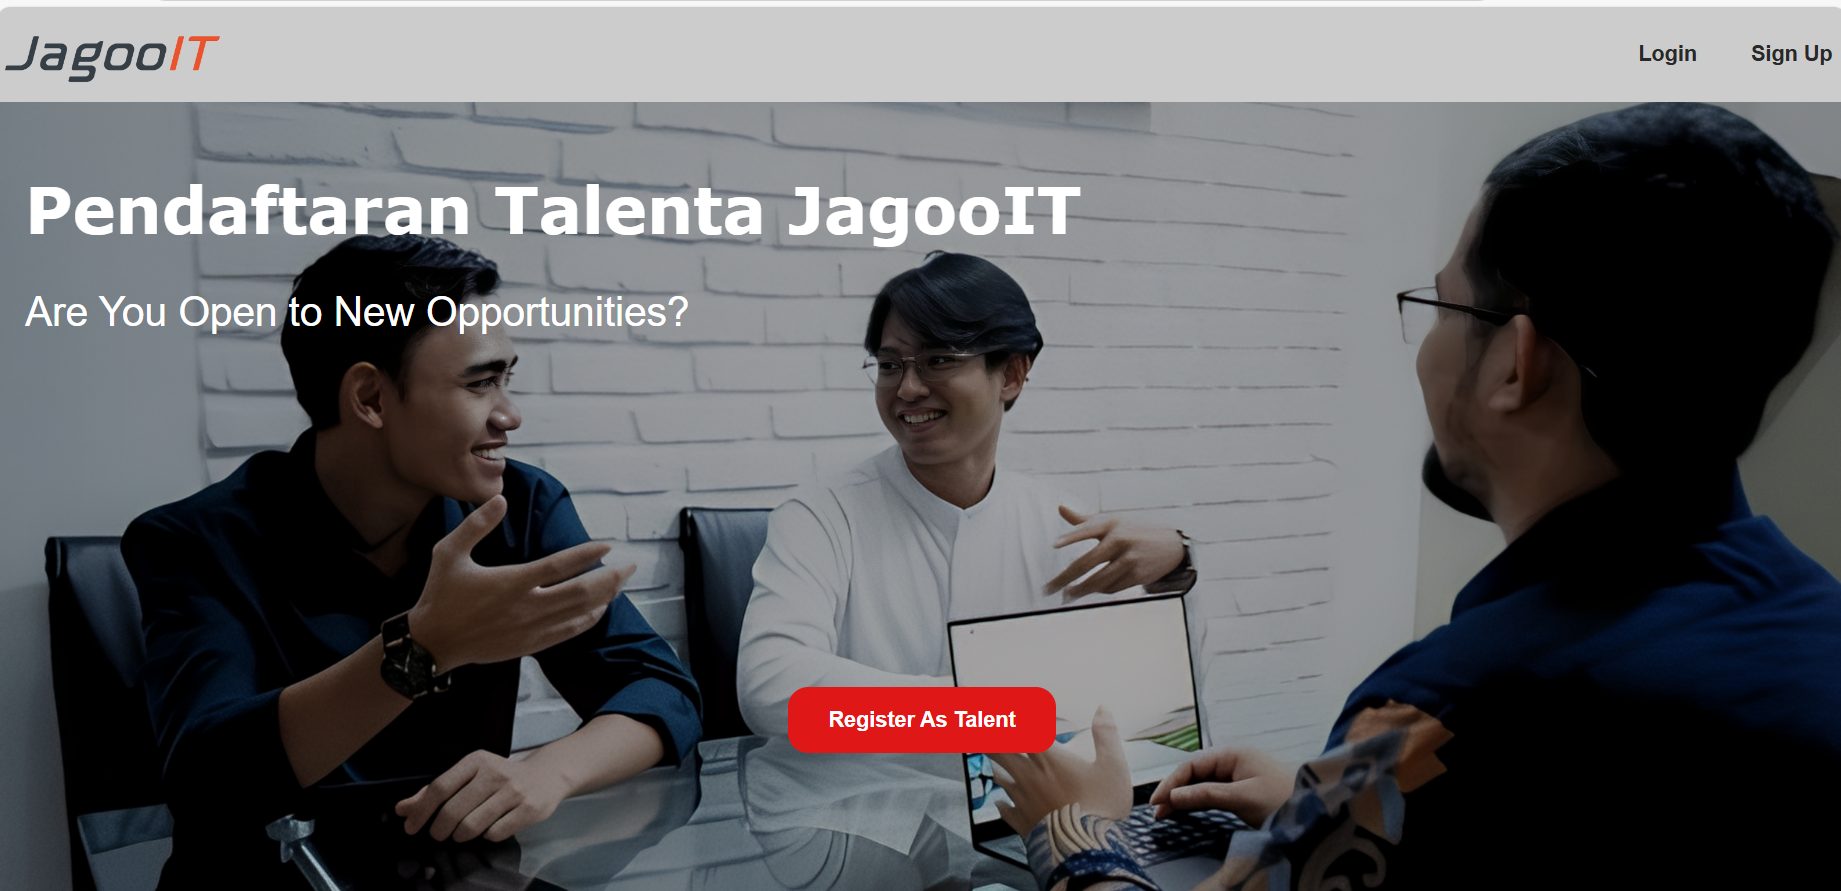 JagooIT
Login
Sign Up
Pendaftaran Talenta JagooIT
Are You Open to New Opportunities?
Register As Talent